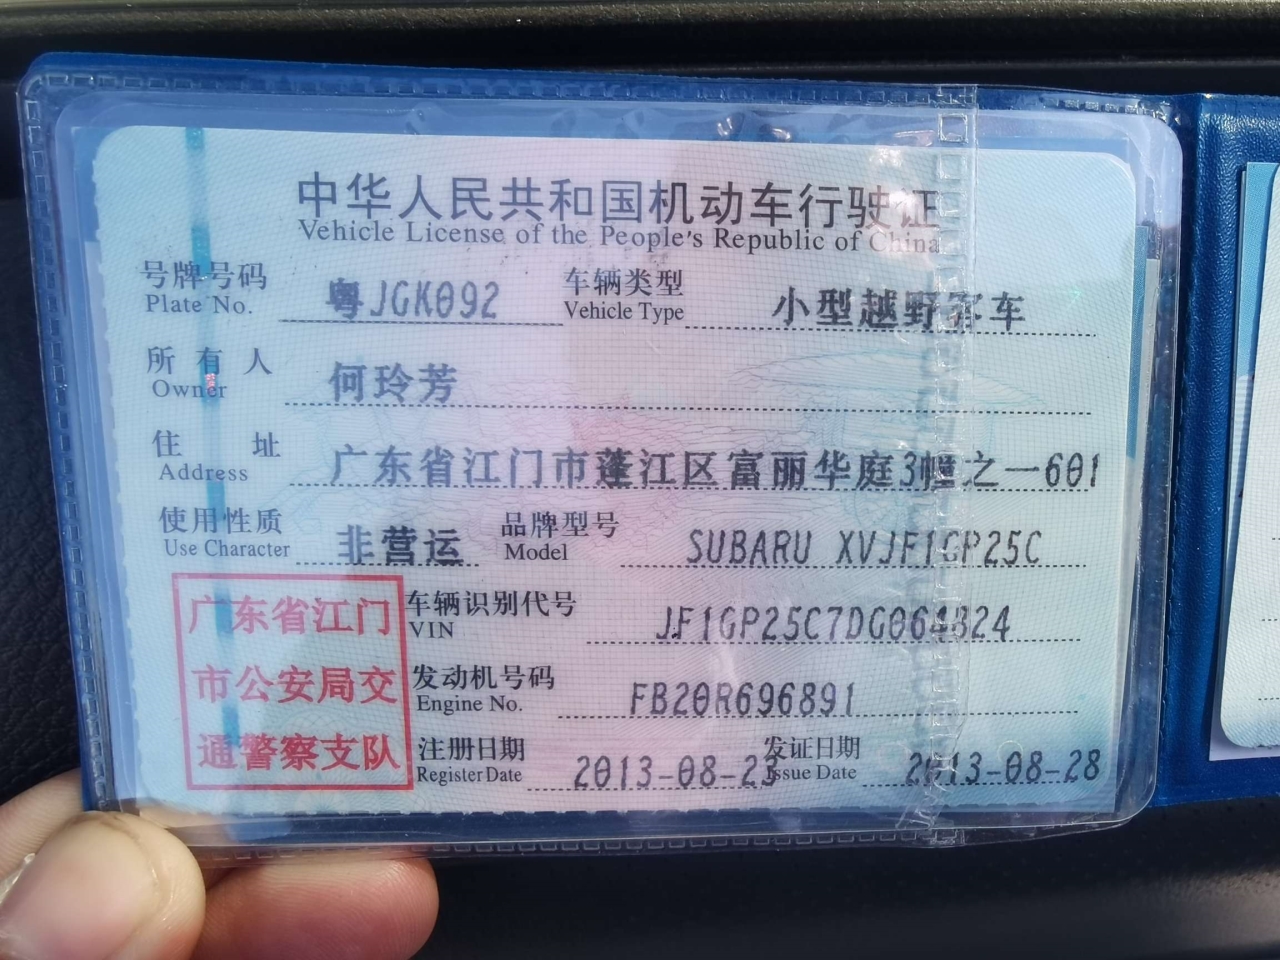 中华人民共和国机动车行驶证
Vehicle License of the People's Republic of China
号牌号码 粤JGK092 车辆类型 小型越野客车
Plate No. Vehicle Type
所有人 何玲芳
Owner
住址 广东省江门市蓬江区富丽华庭3幢之一601
Address
使用性质 非营运 品牌型号 SUBARU XVJF1GP25C
Use Character Model
广东省江门 车辆识别代号 JF1GP25C7DG064824
VIN
市公安局交 发动机号码 FB20R696891
Engine No.
通警察支队 注册日期 2013-08-23 发证日期 2013-08-28
Register Date Issue Date